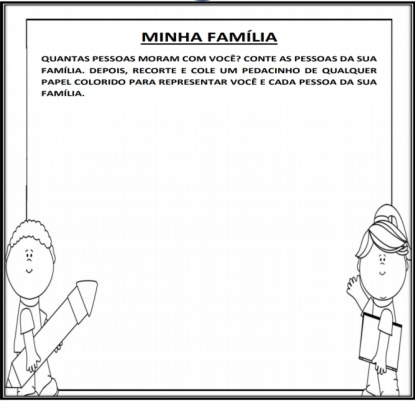 MINHA FAMÍLIA
QUANTAS PESSOAS MORAM COM VOCÊ? CONTE AS PESSOAS DA SUA
FAMÍLIA. DEPOIS, RECORTE E COLE UM PEDACINHO DE QUALQUER
PAPEL COLORIDO PARA REPRESENTAR VOCÊ E CADA PESSOA DA SUA
FAMÍLIA.